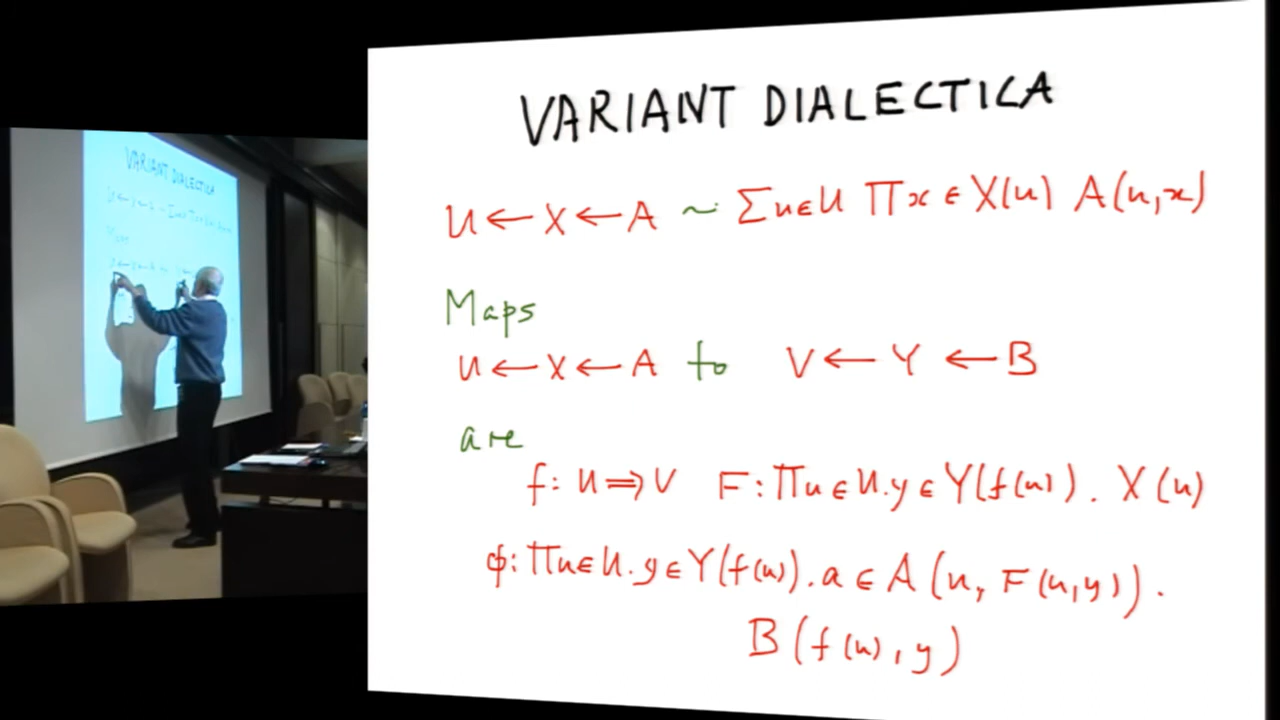 VARIANT DIALECTICA
U ← X ← A ~ Σu∈U Πx∈X(u) A(u,x)
Maps
U ← X ← A to V ← Y ← B
are
f: U ⇒ V F: Πu∈U.y∈Y(f(u)). X(u)
φ: Πu∈U.y∈Y(f(u)).a∈A(u, F(u,y)).
B(f(u), y)